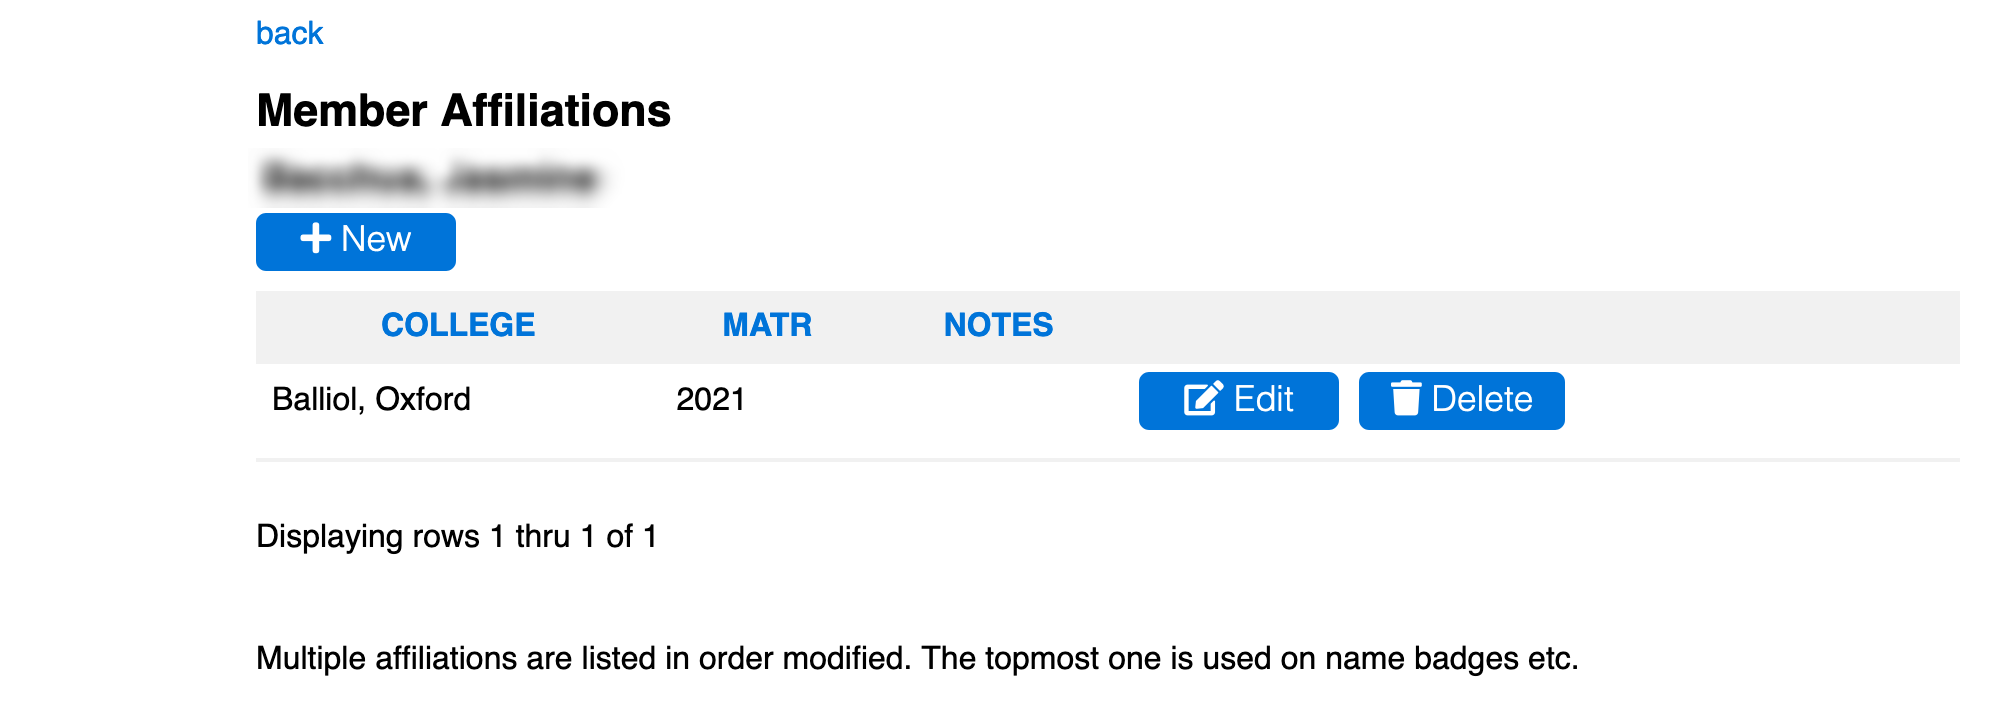 back
Member Affiliations
New
COLLEGE MATR NOTES
Balliol, Oxford 2021 Edit Delete
Displaying rows 1 thru 1 of 1
Multiple affiliations are listed in order modified. The topmost one is used on name badges etc.